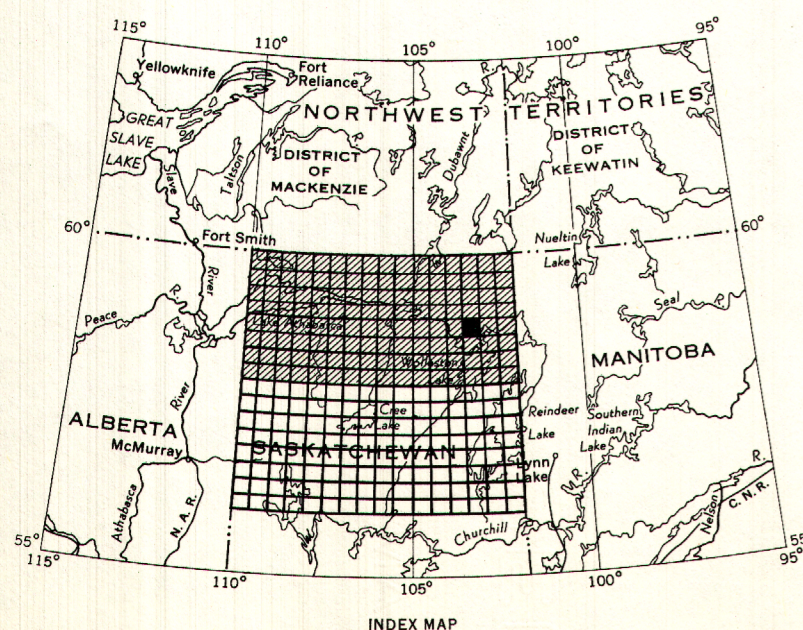 115°
110°
105°
100°
95°
Yellowknife
Fort
Reliance
R.
NORTHWEST TERRITORIES
GREAT
SLAVE
LAKE
Slave
Taltson
R.
DISTRICT
OF
MACKENZIE
Dubawnt
DISTRICT
OF
KEEWATIN
60°
Fort Smith
60°
Nueltin
Lake
River
Peace
R.
Lake Athabasca
Seal R.
Wollaston
Lake
MANITOBA
River
ALBERTA
McMurray
Cree
Lake
Reindeer
Lake
Southern
Indian
Lake
SASKATCHEWAN
Lynn
Lake
R.
R.
Athabasca
N. A. R.
Churchill
Nelson
C. N. R.
55°
55°
115°
110°
105°
100°
95°
INDEX MAP